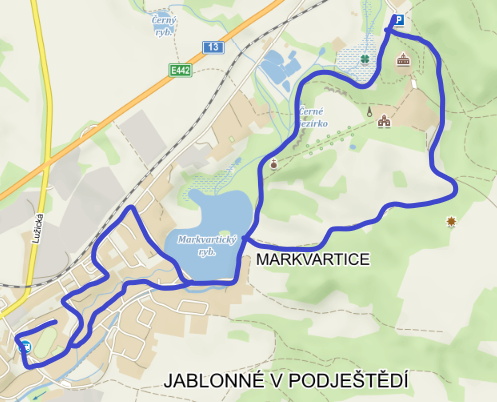 Černý
ryb.
13
E442
P
Černé
jezírko
Lužická
Markvartický
ryb.
MARKVARTICE
JABLONNÉ V PODJEŠTĚDÍ